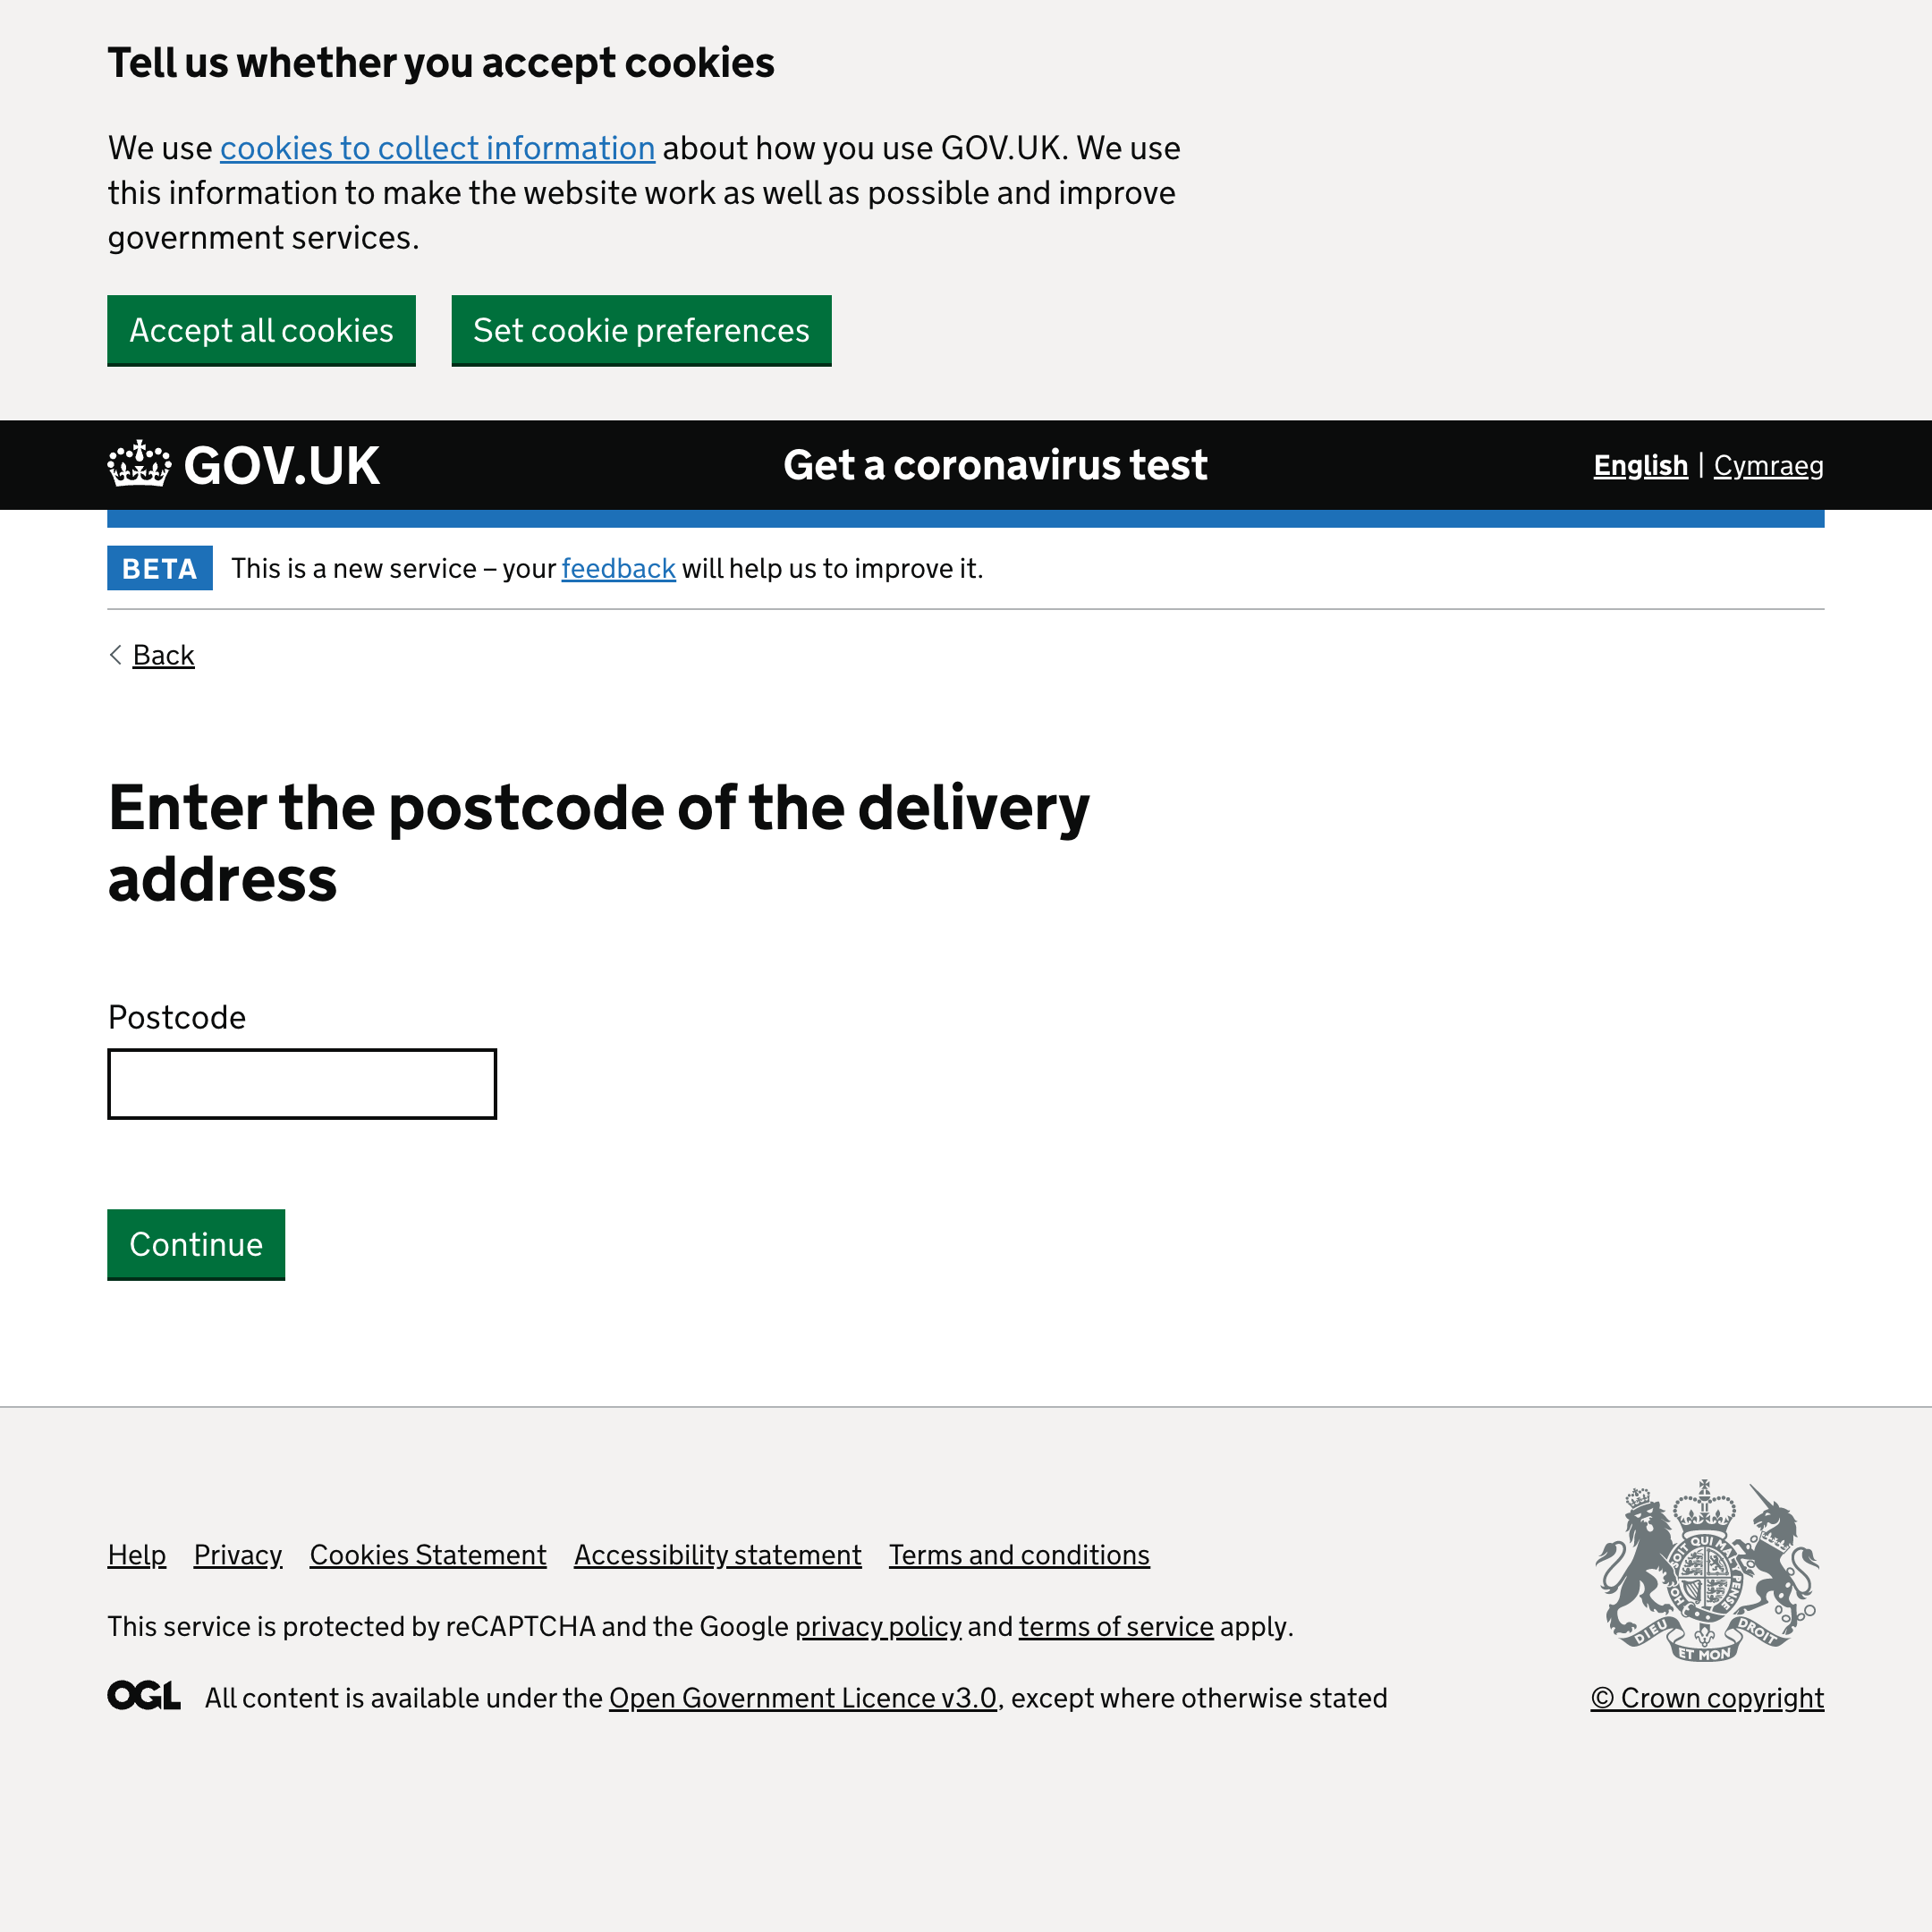 Tell us whether you accept cookies
We use cookies to collect information about how you use GOV.UK. We use
this information to make the website work as well as possible and improve
government services.
Accept all cookies
Set cookie preferences
GOV.UK
Get a coronavirus test
English | Cymraeg
BETA
This is a new service – your feedback will help us to improve it.
Back
Enter the postcode of the delivery
address
Postcode
Continue
Help Privacy Cookies Statement Accessibility statement Terms and conditions
This service is protected by reCAPTCHA and the Google privacy policy and terms of service apply.
OGL All content is available under the Open Government Licence v3.0, except where otherwise stated
HONI SOIT QUI MAL Y PENSE
DIEU ET MON DROIT
© Crown copyright